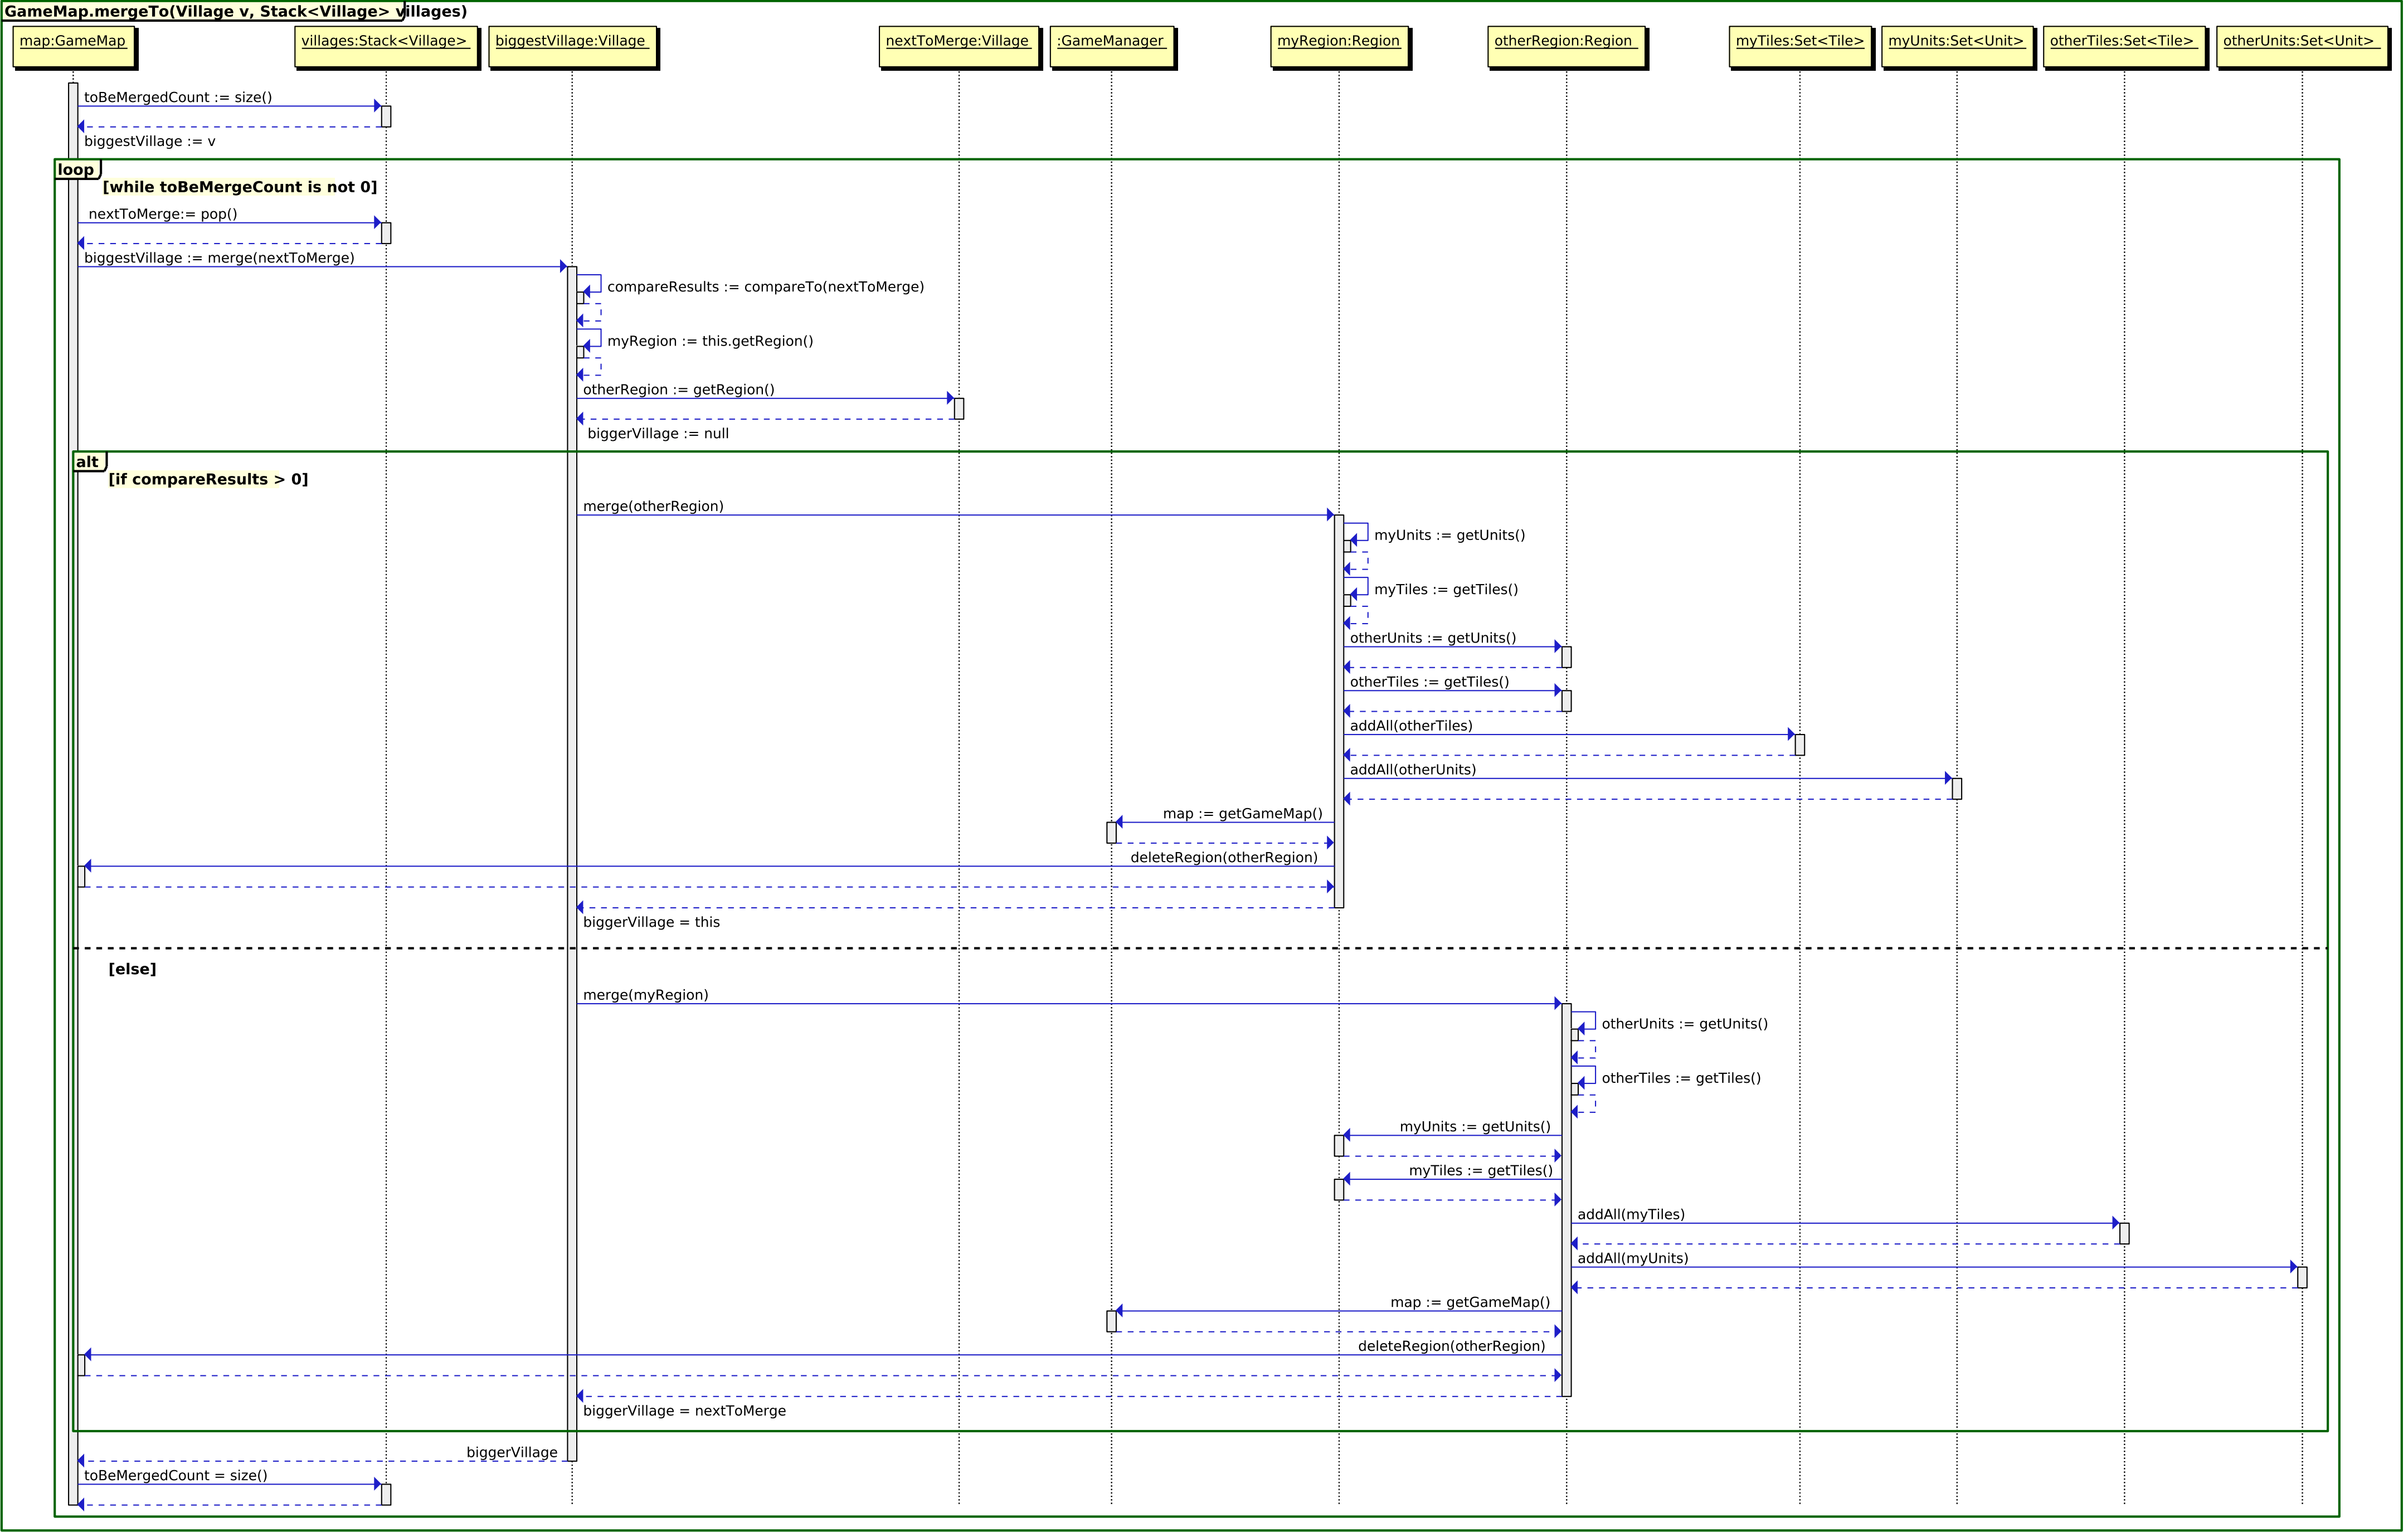 GameMap.mergeTo(Village v, Stack<Village> villages)
map:GameMap
villages:Stack<Village>
biggestVillage:Village
nextToMerge:Village
:GameManager
myRegion:Region
otherRegion:Region
myTiles:Set<Tile>
myUnits:Set<Unit>
otherTiles:Set<Tile>
otherUnits:Set<Unit>
toBeMergedCount := size()
biggestVillage := v
loop
[while toBeMergeCount is not 0]
nextToMerge:= pop()
biggestVillage := merge(nextToMerge)
compareResults := compareTo(nextToMerge)
myRegion := this.getRegion()
otherRegion := getRegion()
biggerVillage := null
alt
[if compareResults > 0]
merge(otherRegion)
myUnits := getUnits()
myTiles := getTiles()
otherUnits := getUnits()
otherTiles := getTiles()
addAll(otherTiles)
addAll(otherUnits)
map := getGameMap()
deleteRegion(otherRegion)
biggerVillage = this
[else]
merge(myRegion)
otherUnits := getUnits()
otherTiles := getTiles()
myUnits := getUnits()
myTiles := getTiles()
addAll(myTiles)
addAll(myUnits)
map := getGameMap()
deleteRegion(otherRegion)
biggerVillage = nextToMerge
biggerVillage
toBeMergedCount = size()